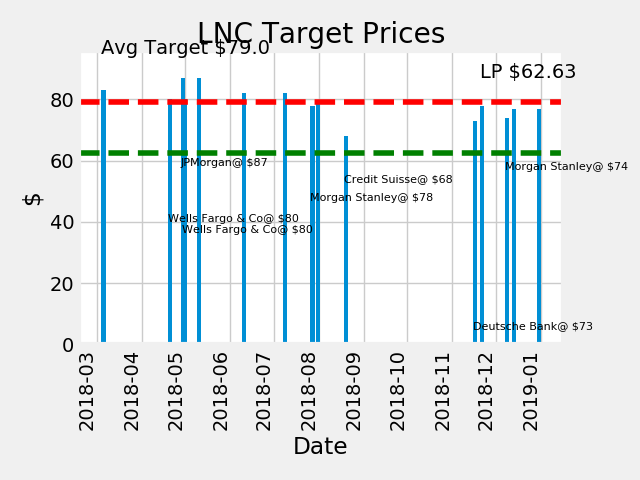 LNC Target Prices
Avg Target $79.0
LP $62.63
80
60
40
20
0
$
JPMorgan@ $87
Morgan Stanley@ $74
Credit Suisse@ $68
Morgan Stanley@ $78
Wells Fargo & Co@ $80
Wells Fargo & Co@ $80
Deutsche Bank@ $73
2018-03
2018-04
2018-05
2018-06
2018-07
2018-08
2018-09
2018-10
2018-11
2018-12
2019-01
Date